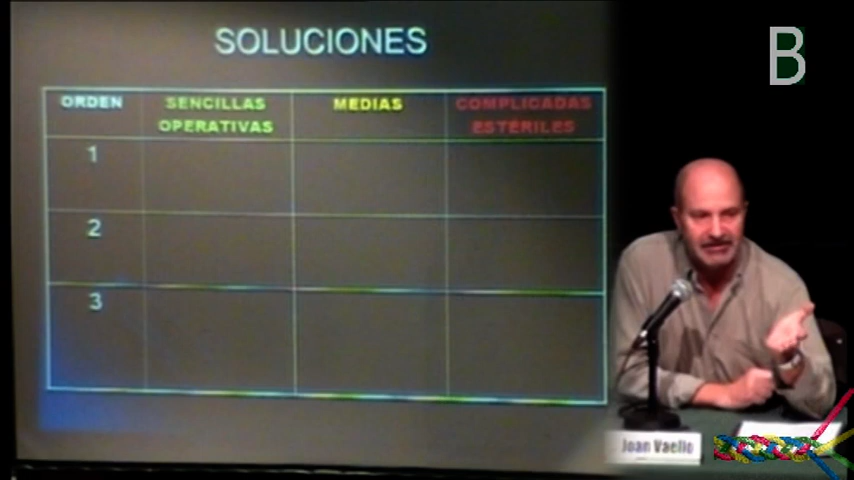 SOLUCIONES
ORDEN
SENCILLAS
OPERATIVAS
MEDIAS
COMPLICADAS
ESTÉRILES
1
2
3
B
Joan Vaello